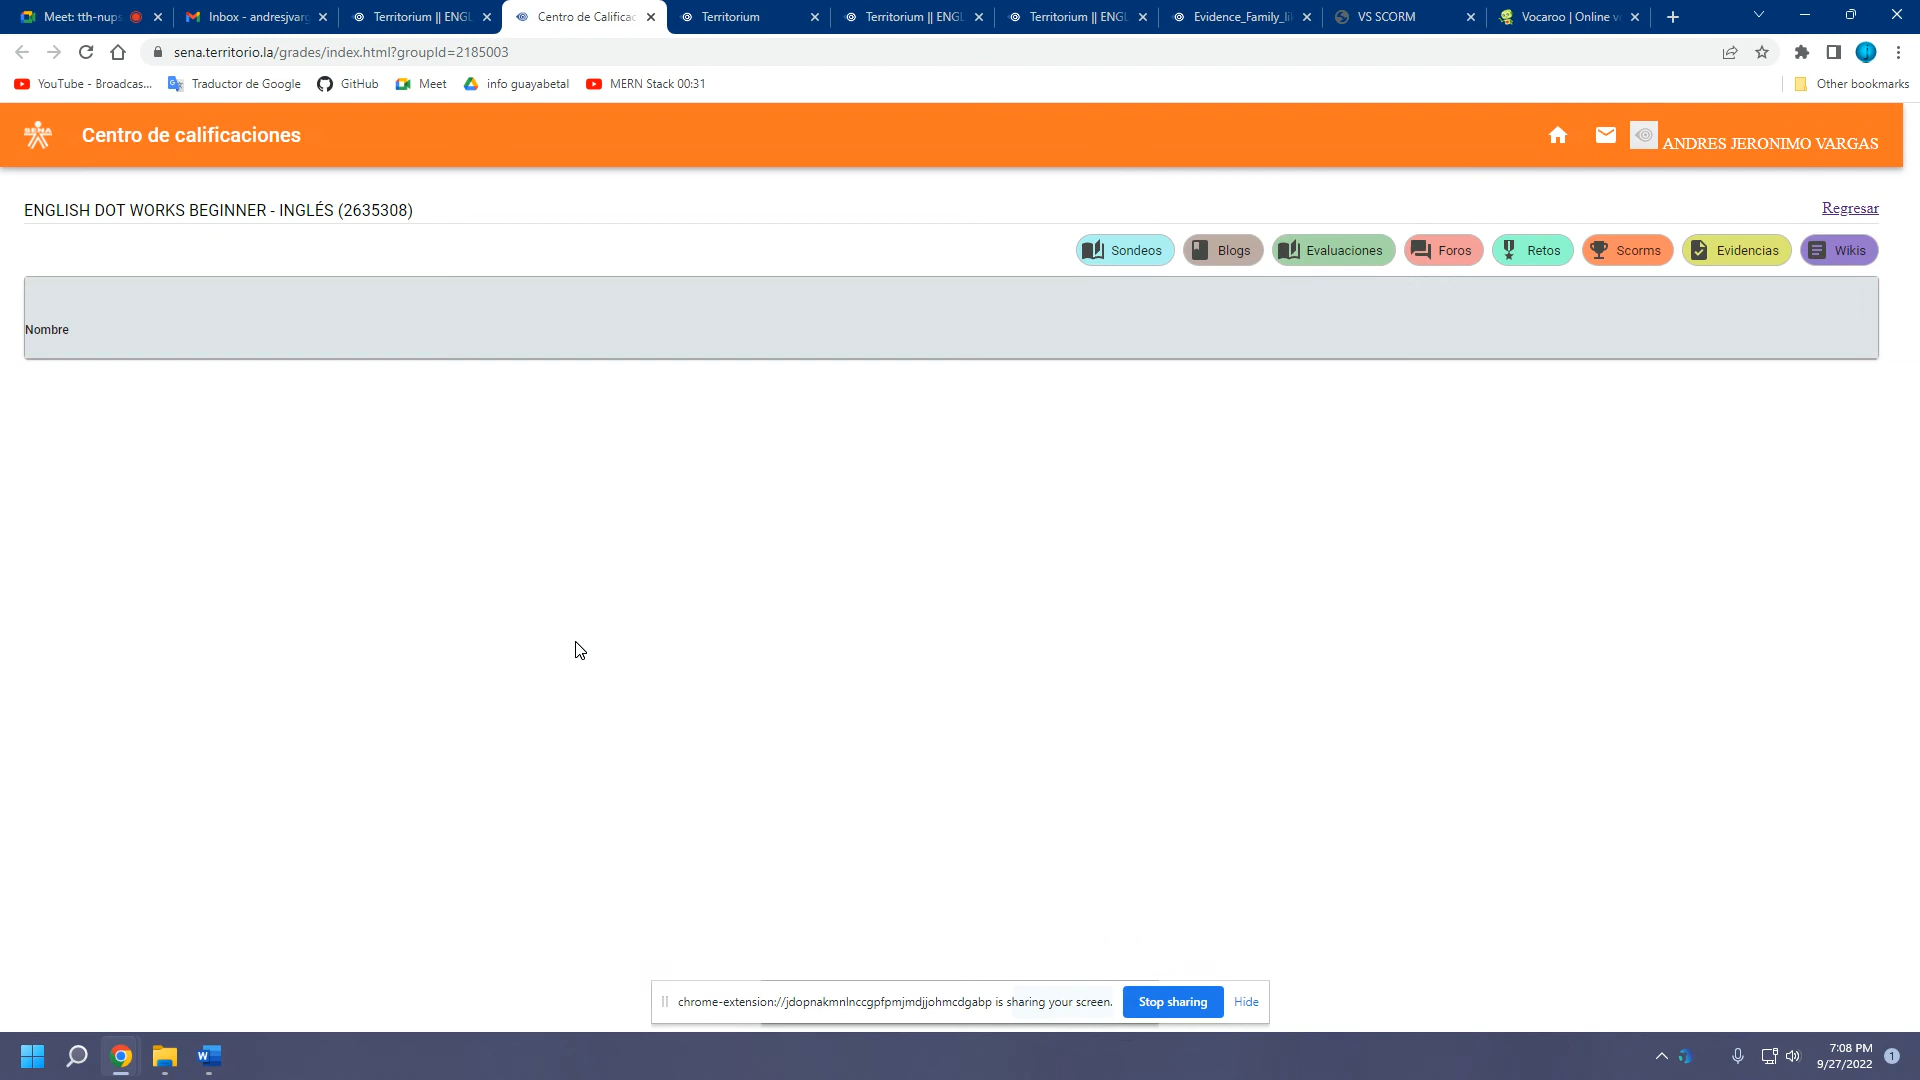 Meet: tth-nups
Inbox - andresjvarg
Territorium || ENGL
Centro de Calificac
Territorium
Territorium || ENGL
Territorium || ENGL
Evidence_Family_li
VS SCORM
Vocaroo | Online v
sena.territorio.la/grades/index.html?groupId=2185003
YouTube - Broadcas...
Traductor de Google
GitHub
Meet
info guayabetal
MERN Stack 00:31
Other bookmarks
SENA
Centro de calificaciones
ANDRES JERONIMO VARGAS
ENGLISH DOT WORKS BEGINNER - INGLÉS (2635308)
Regresar
Sondeos
Blogs
Evaluaciones
Foros
Retos
Scorms
Evidencias
Wikis
Nombre
chrome-extension://jdopnakmnlnccgpfpmjmdjjohmcdgabp is sharing your screen.
Stop sharing
Hide
7:08 PM
9/27/2022
1